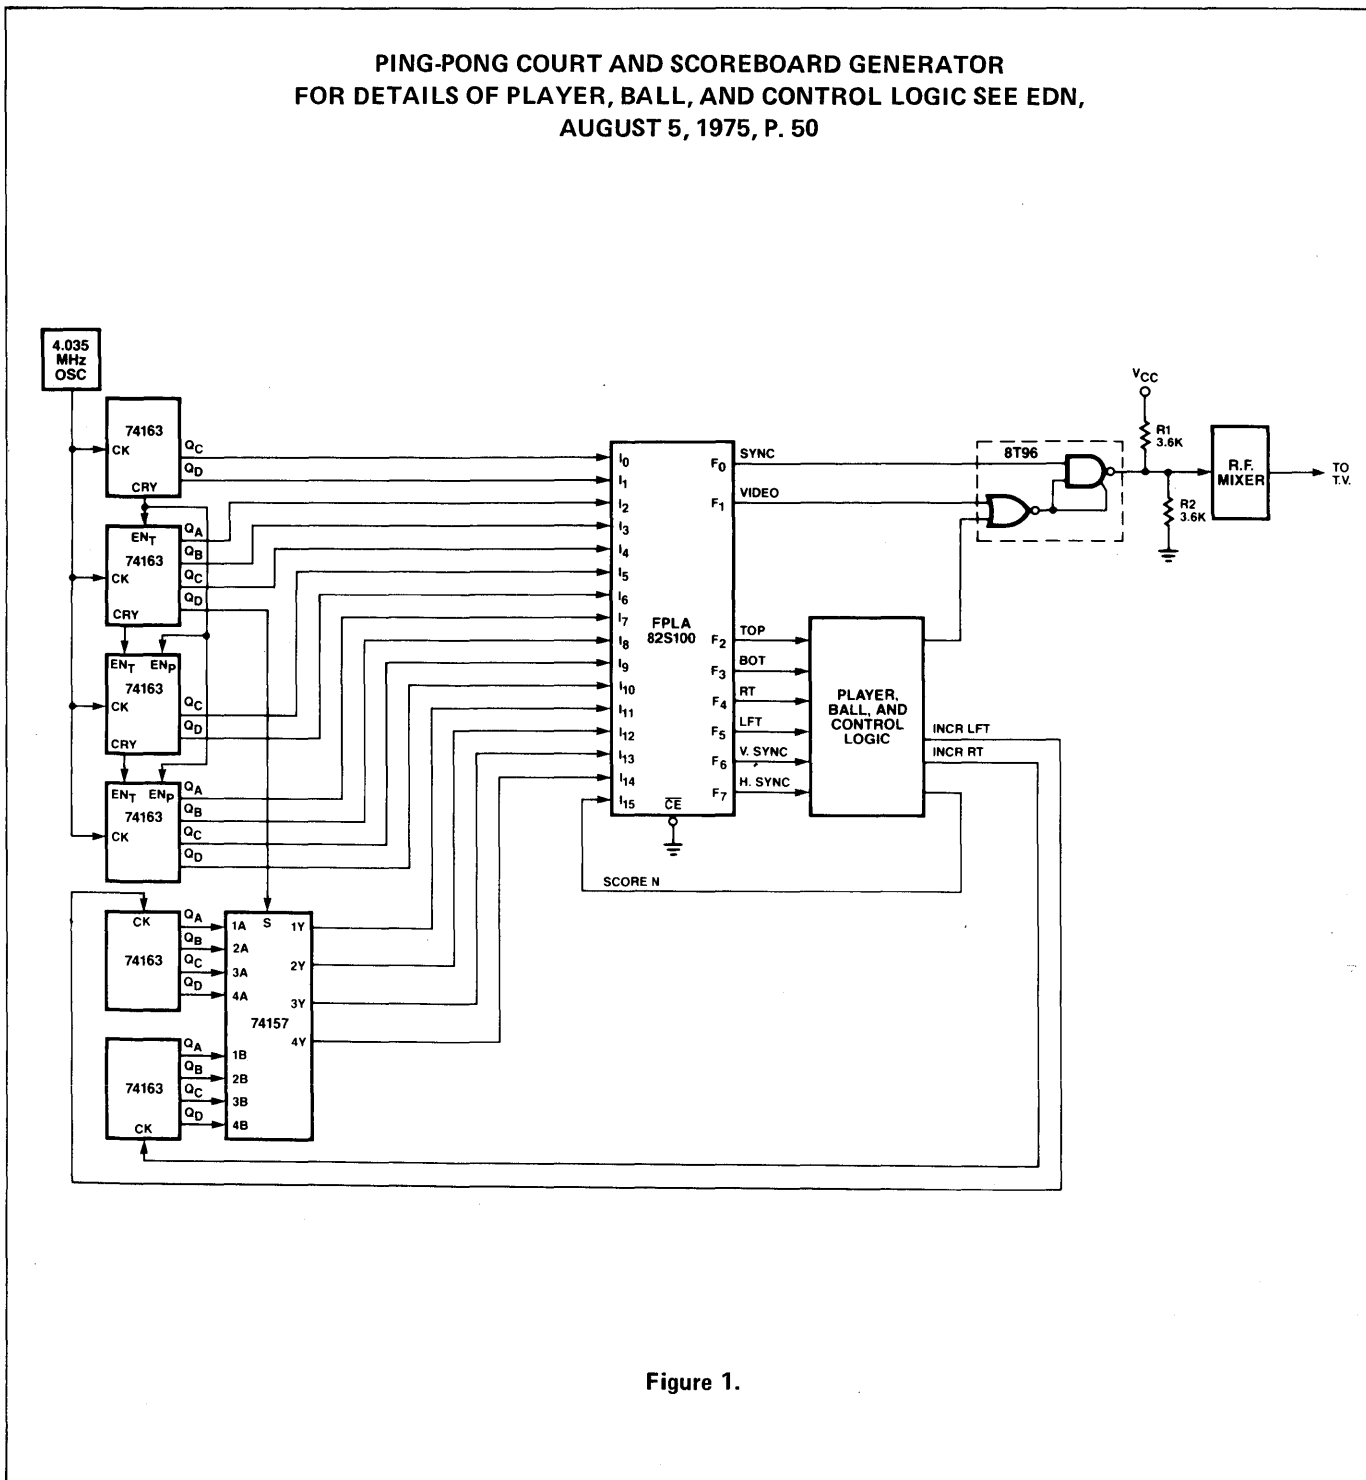 PING-PONG COURT AND SCOREBOARD GENERATOR
FOR DETAILS OF PLAYER, BALL, AND CONTROL LOGIC SEE EDN,
AUGUST 5, 1975, P. 50
4.035
MHz
OSC
74163
CK
CRY
QC
QD
ENT
74163
CK
CRY
QA
QB
QC
QD
ENT ENP
74163
CK
CRY
QC
QD
ENT ENP
74163
CK
QA
QB
QC
QD
CK
74163
QA
QB
QC
QD
74163
CK
QA
QB
QC
QD
S
1A
2A
3A
4A
74157
1B
2B
3B
4B
1Y
2Y
3Y
4Y
I0
I1
I2
I3
I4
I5
I6
I7
I8
I9
I10
I11
I12
I13
I14
I15
FPLA
82S100
CE
F0
F1
F2
F3
F4
F5
F6
F7
SYNC
VIDEO
TOP
BOT
RT
LFT
V. SYNC
H. SYNC
SCORE N
PLAYER,
BALL, AND
CONTROL
LOGIC
INCR LFT
INCR RT
8T96
VCC
R1
3.6K
R2
3.6K
R.F.
MIXER
TO
T.V.
Figure 1.